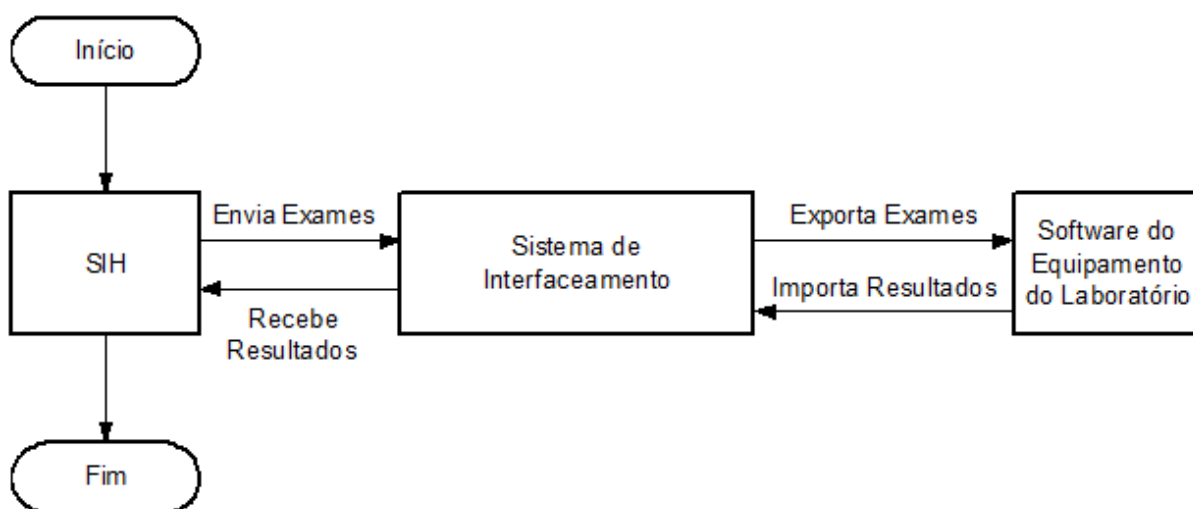 Início
SIH
Envia Exames
Recebe
Resultados
Sistema de
Interfaceamento
Exporta Exames
Importa Resultados
Software do
Equipamento
do Laboratório
Fim